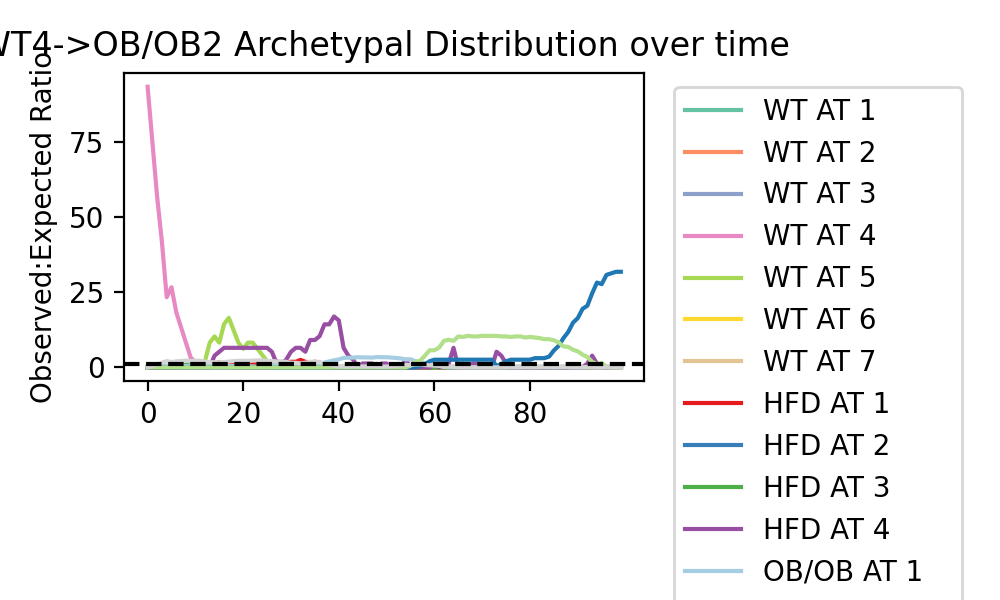 WT4->OB/OB2 Archetypal Distribution over time
Observed:Expected Ratio
75
50
25
0
0 20 40 60 80
WT AT 1
WT AT 2
WT AT 3
WT AT 4
WT AT 5
WT AT 6
WT AT 7
HFD AT 1
HFD AT 2
HFD AT 3
HFD AT 4
OB/OB AT 1